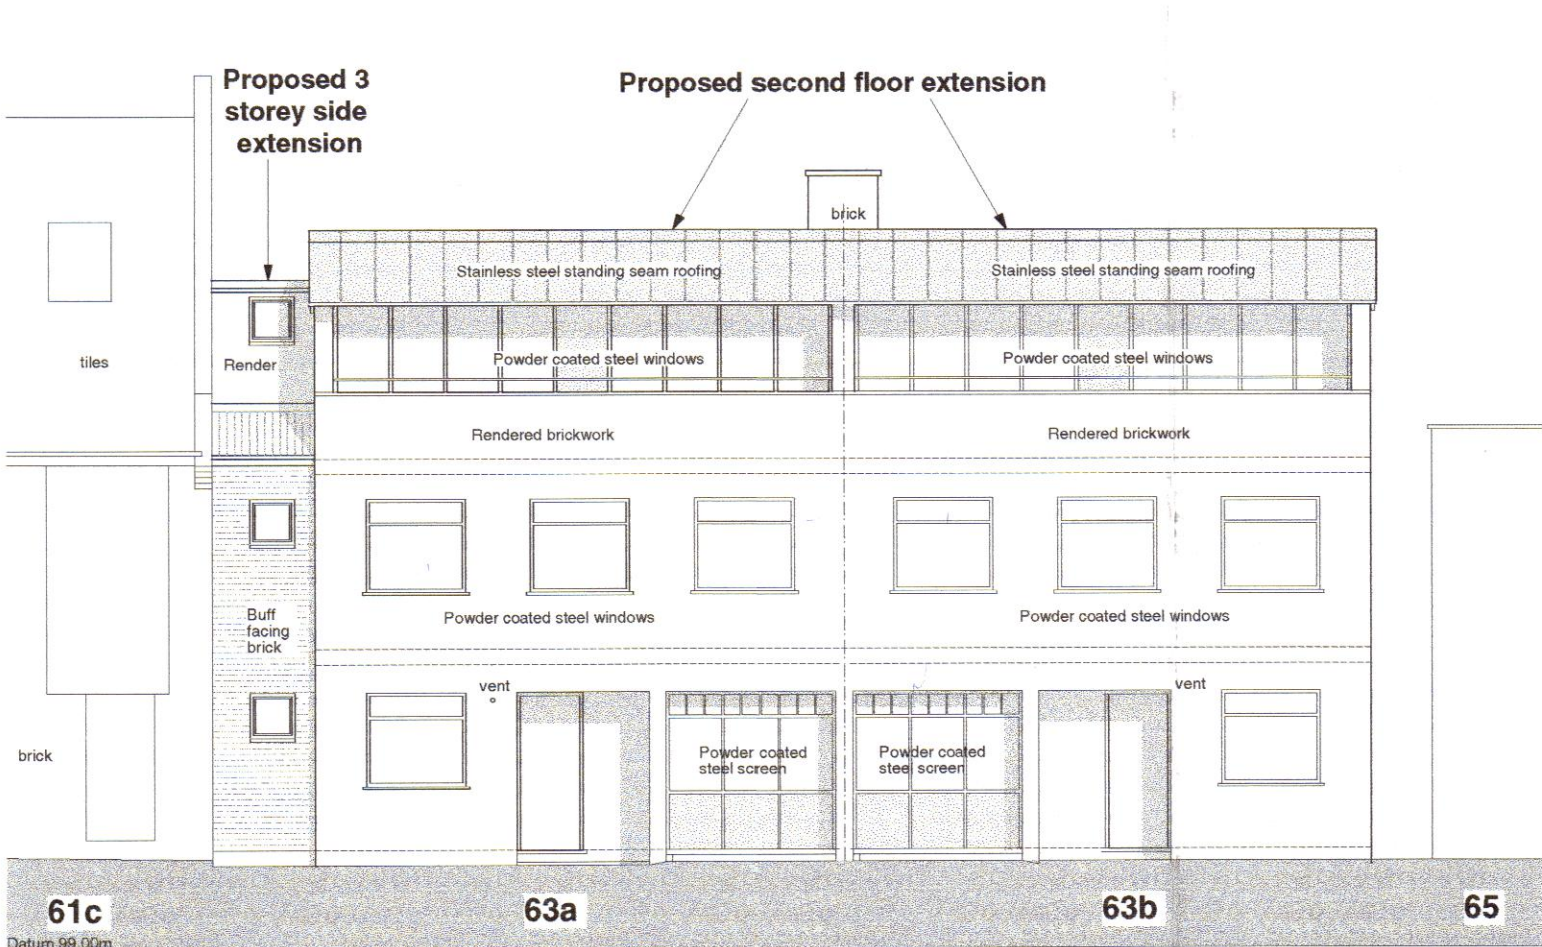 Proposed 3
storey side
extension
Proposed second floor extension
brick
Stainless steel standing seam roofing
Stainless steel standing seam roofing
tiles
Render
Powder coated steel windows
Powder coated steel windows
Rendered brickwork
Rendered brickwork
Buff
facing
brick
Powder coated steel windows
Powder coated steel windows
vent
vent
brick
Powder coated
steel screen
Powder coated
steel screen
61c
63a
63b
65
Datum 99.00m